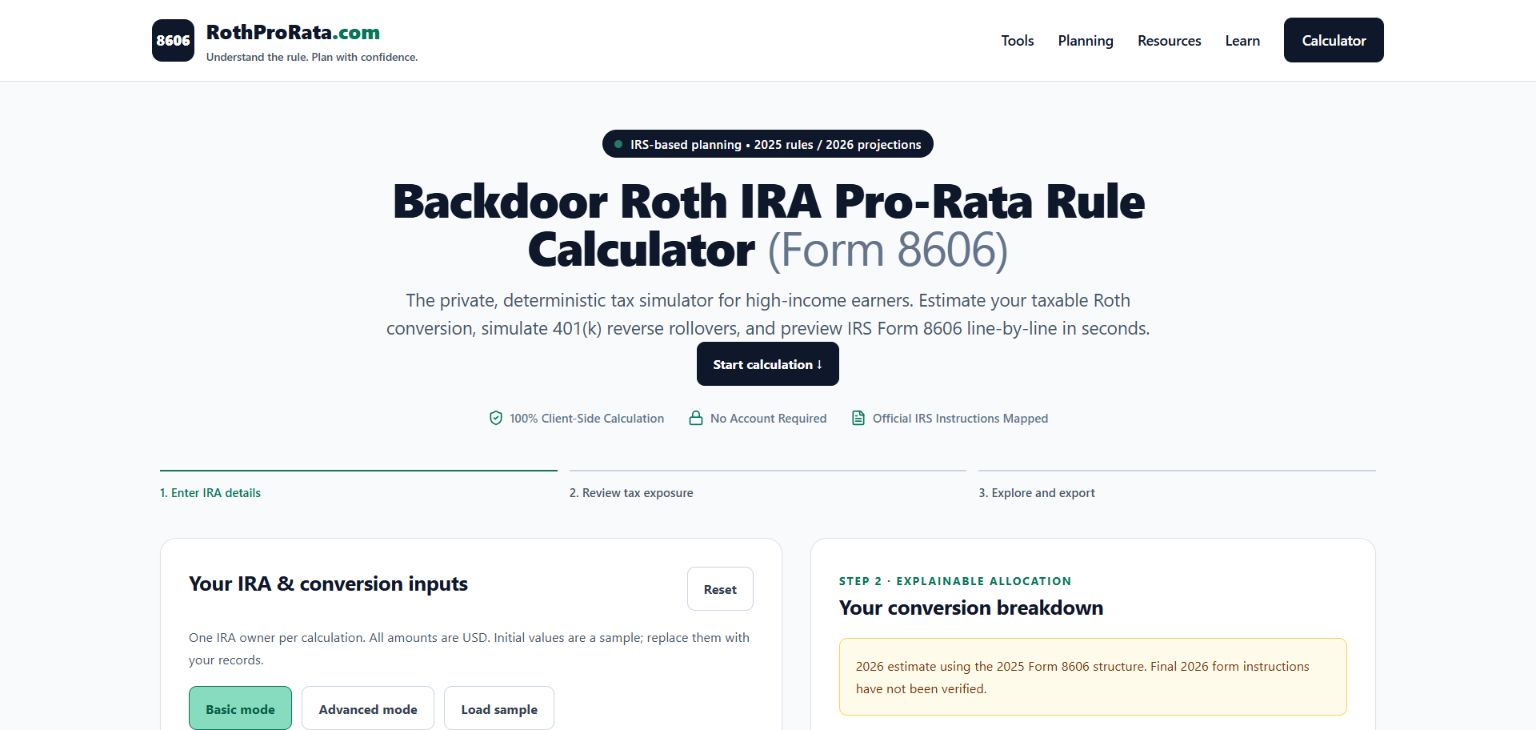 8606
RothProRata.com
Understand the rule. Plan with confidence.
Tools
Planning
Resources
Learn
Calculator
IRS-based planning • 2025 rules / 2026 projections
Backdoor Roth IRA Pro-Rata Rule
Calculator (Form 8606)
The private, deterministic tax simulator for high-income earners. Estimate your taxable Roth
conversion, simulate 401(k) reverse rollovers, and preview IRS Form 8606 line-by-line in seconds.
Start calculation ↓
100% Client-Side Calculation
No Account Required
Official IRS Instructions Mapped
1. Enter IRA details
2. Review tax exposure
3. Explore and export
Your IRA & conversion inputs
Reset
One IRA owner per calculation. All amounts are USD. Initial values are a sample; replace them with
your records.
Basic mode
Advanced mode
Load sample
STEP 2 · EXPLAINABLE ALLOCATION
Your conversion breakdown
2026 estimate using the 2025 Form 8606 structure. Final 2026 form instructions
have not been verified.